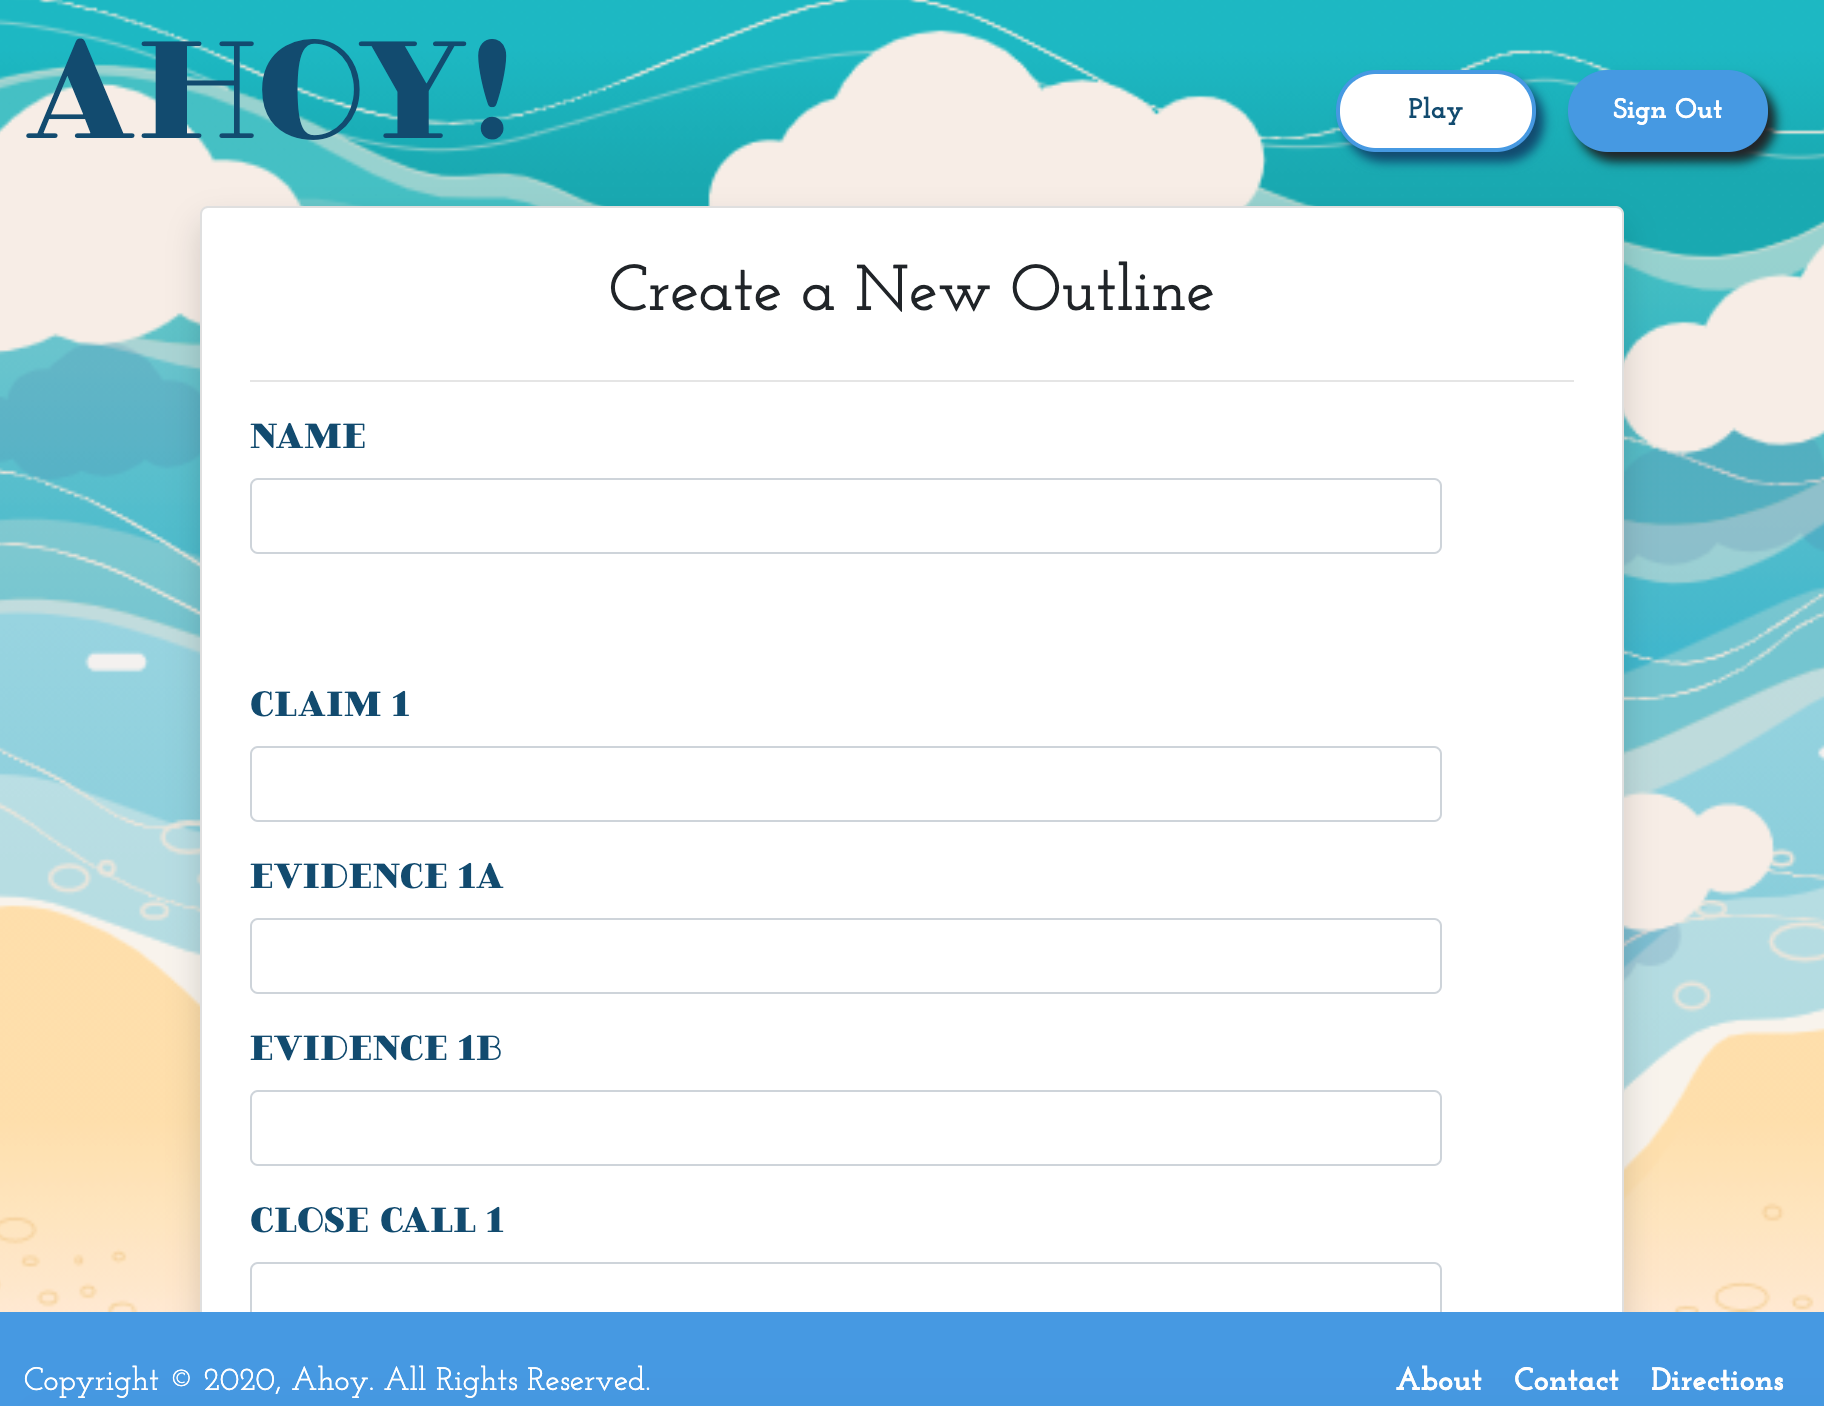 AHOY!
Play
Sign Out
Create a New Outline
NAME
CLAIM 1
EVIDENCE 1A
EVIDENCE 1B
CLOSE CALL 1
Copyright © 2020, Ahoy. All Rights Reserved.
About
Contact
Directions